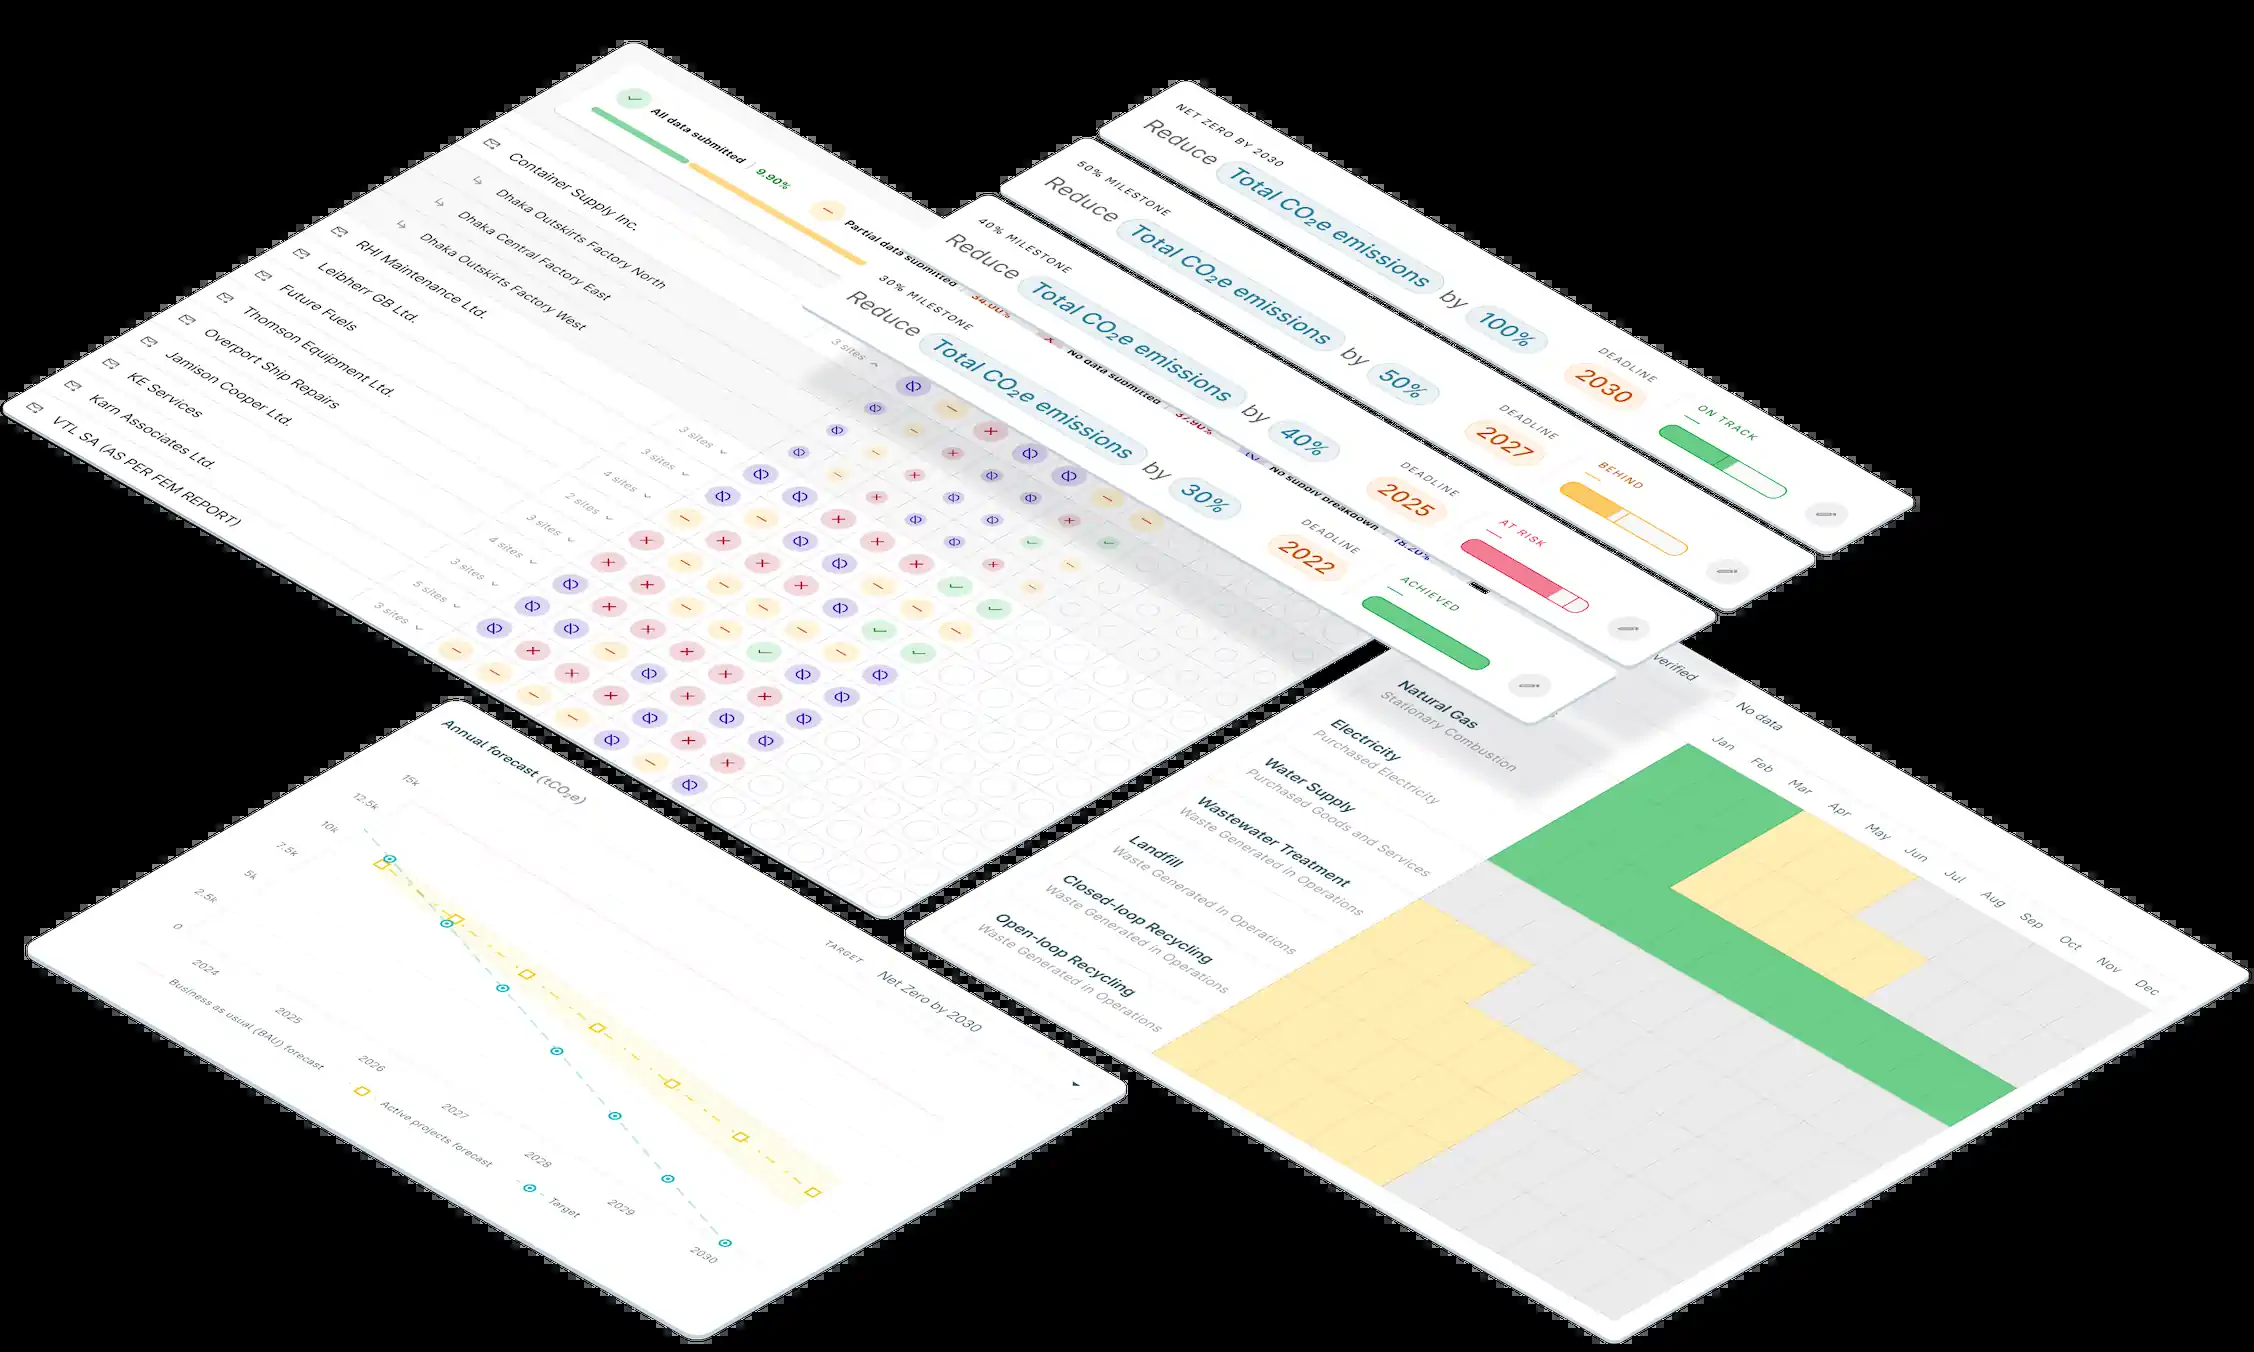 All data submitted | 9.90%
Partial data submitted | 34.00%
No data submitted | 37.90%
No supply breakdown
18.20%
Container Supply Inc.
3 sites
Dhaka Outskirts Factory North
Dhaka Central Factory East
Dhaka Outskirts Factory West
RHI Maintenance Ltd.
3 sites
Leibherr GB Ltd.
3 sites
Future Fuels
4 sites
Thomson Equipment Ltd.
2 sites
Overport Ship Repairs
3 sites
Jamison Cooper Ltd.
4 sites
KE Services
3 sites
Karn Associates Ltd.
5 sites
VTL SA (AS PER FEM REPORT)
3 sites
NET ZERO BY 2030
Reduce Total CO₂e emissions by 100%
DEADLINE
2030
ON TRACK
50% MILESTONE
Reduce Total CO₂e emissions by 50%
DEADLINE
2027
BEHIND
40% MILESTONE
Reduce Total CO₂e emissions by 40%
DEADLINE
2025
AT RISK
30% MILESTONE
Reduce Total CO₂e emissions by 30%
DEADLINE
2022
ACHIEVED
Annual forecast (tCO₂e)
TARGET
Net Zero by 2030
15k
12.5k
10k
7.5k
5k
2.5k
0
2024
2025
2026
2027
2028
2029
2030
Business as usual (BAU) forecast
Active projects forecast
Target
verified
No data
Jan
Feb
Mar
Apr
May
Jun
Jul
Aug
Sep
Oct
Nov
Dec
Natural Gas
Stationary Combustion
Electricity
Purchased Electricity
Water Supply
Purchased Goods and Services
Wastewater Treatment
Waste Generated in Operations
Landfill
Waste Generated in Operations
Closed-loop Recycling
Waste Generated in Operations
Open-loop Recycling
Waste Generated in Operations